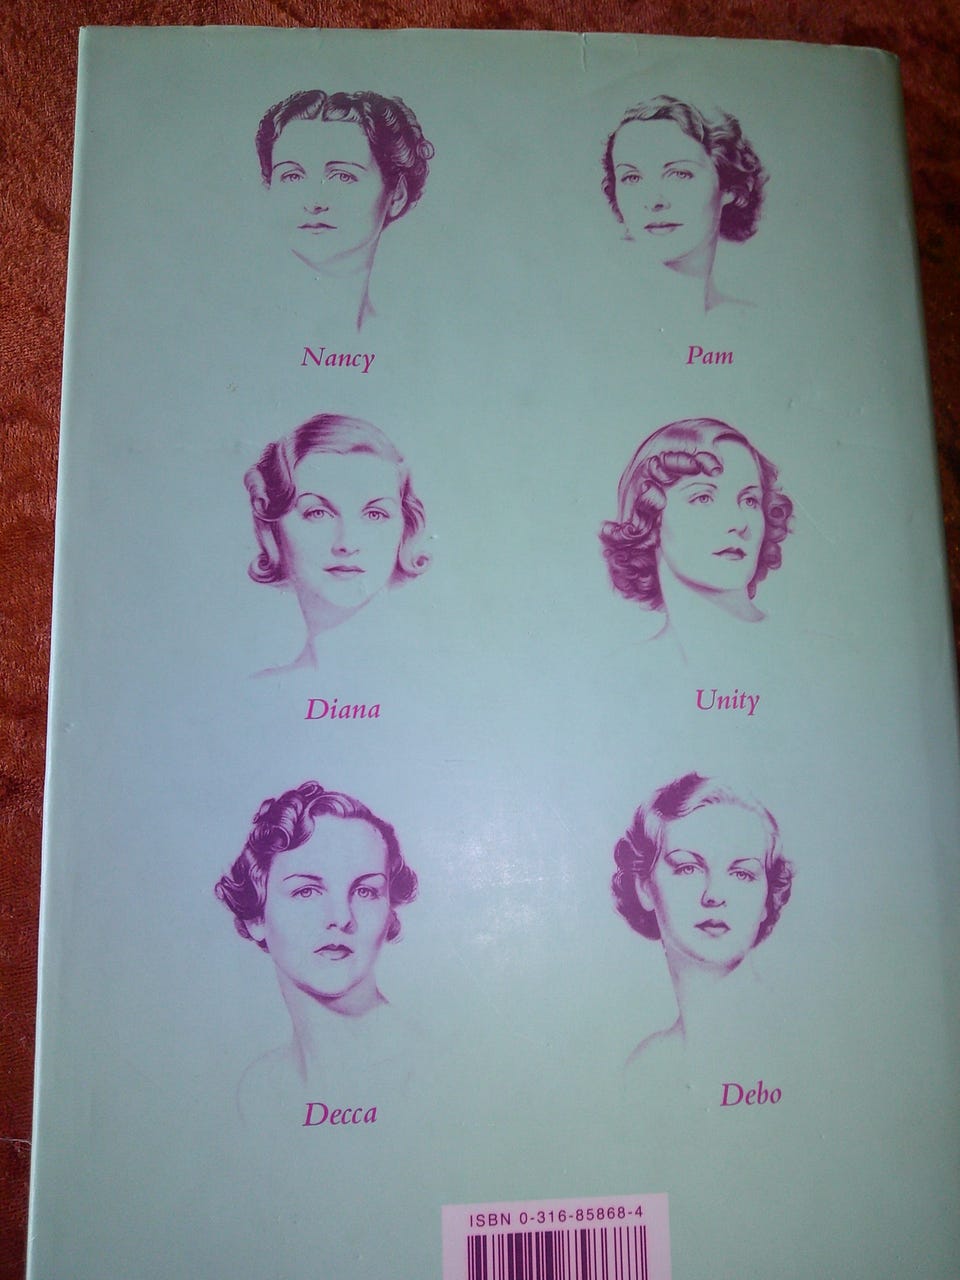 Nancy
Pam
Diana
Unity
Decca
Debo
ISBN 0-316-85868-4